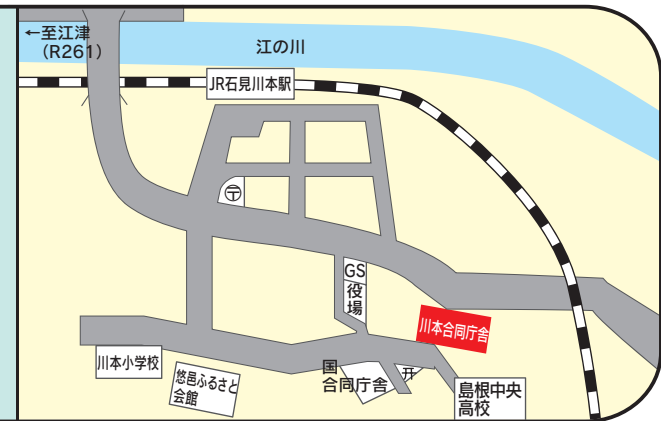 ←至江津
（R261）
江の川
JR石見川本駅
〒
GS
役
場
川本合同庁舎
川本小学校
悠邑ふるさと
会館
国
合同庁舎
島根中央
高校